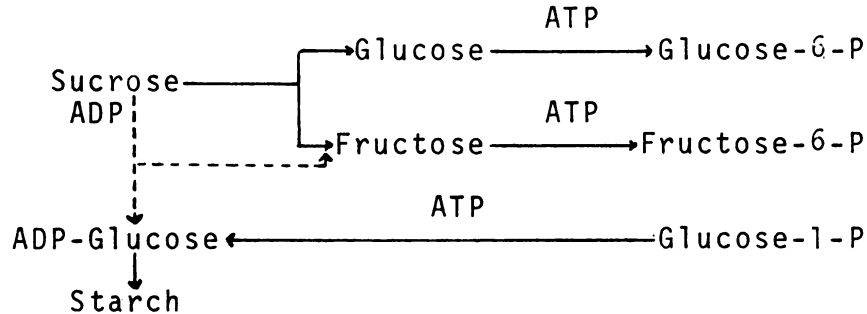 ATP
Glucose Glucose-6-P
Sucrose
ADP
ATP
Fructose Fructose-6-P
ATP
ADP-Glucose Glucose-1-P
Starch